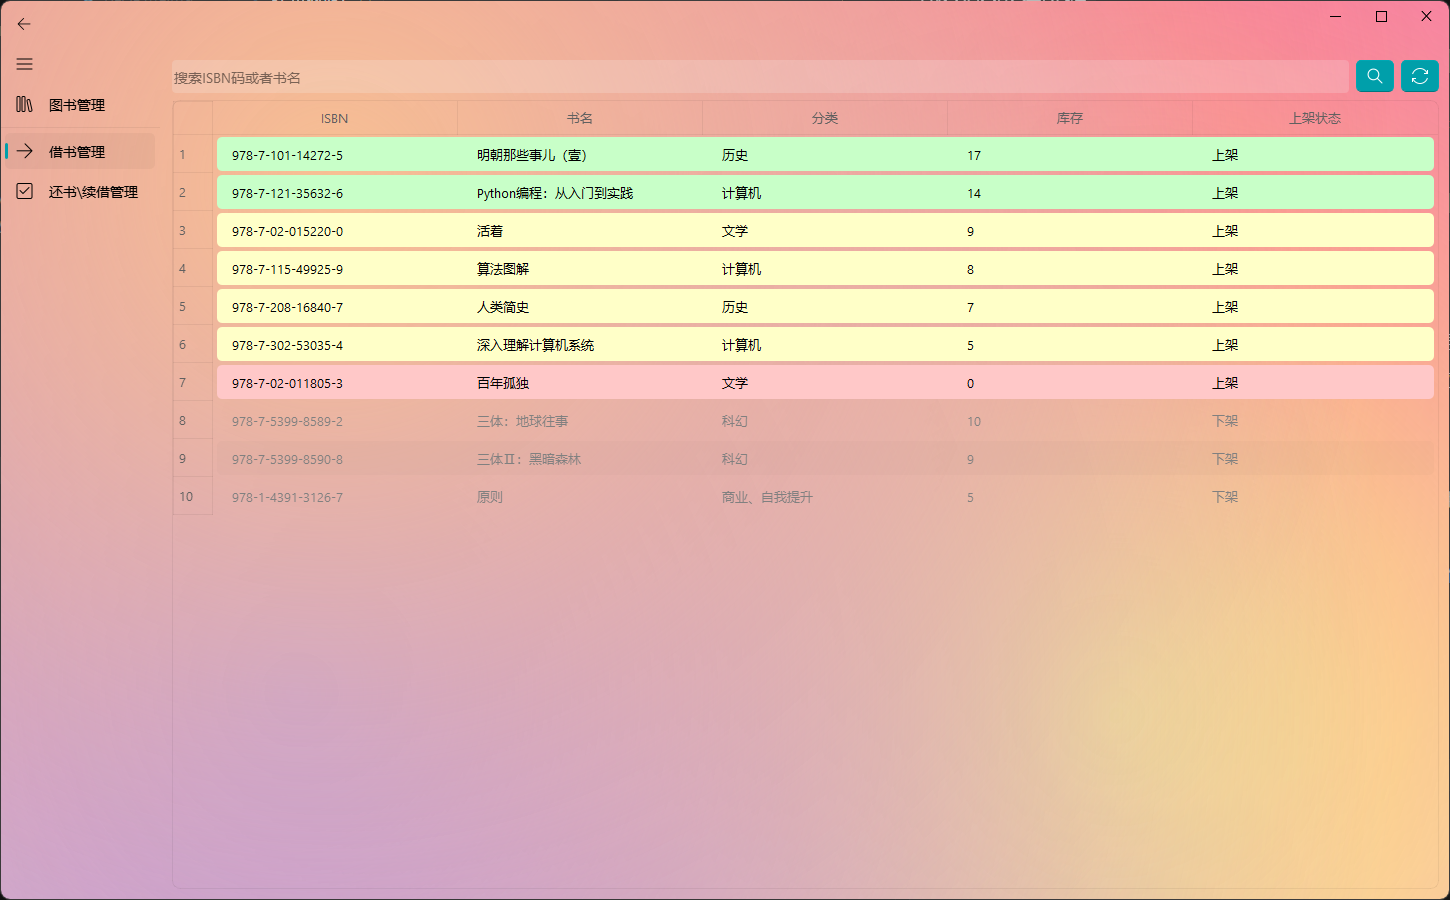 搜索ISBN码或者书名
图书管理
借书管理
还书\续借管理
ISBN 书名 分类 库存 上架状态
1 978-7-101-14272-5 明朝那些事儿（壹） 历史 17 上架
2 978-7-121-35632-6 Python编程：从入门到实践 计算机 14 上架
3 978-7-02-015220-0 活着 文学 9 上架
4 978-7-115-49925-9 算法图解 计算机 8 上架
5 978-7-208-16840-7 人类简史 历史 7 上架
6 978-7-302-53035-4 深入理解计算机系统 计算机 5 上架
7 978-7-02-011805-3 百年孤独 文学 0 上架
8 978-7-5399-8589-2 三体：地球往事 科幻 10 下架
9 978-7-5399-8590-8 三体Ⅱ：黑暗森林 科幻 9 下架
10 978-1-4391-3126-7 原则 商业、自我提升 5 下架